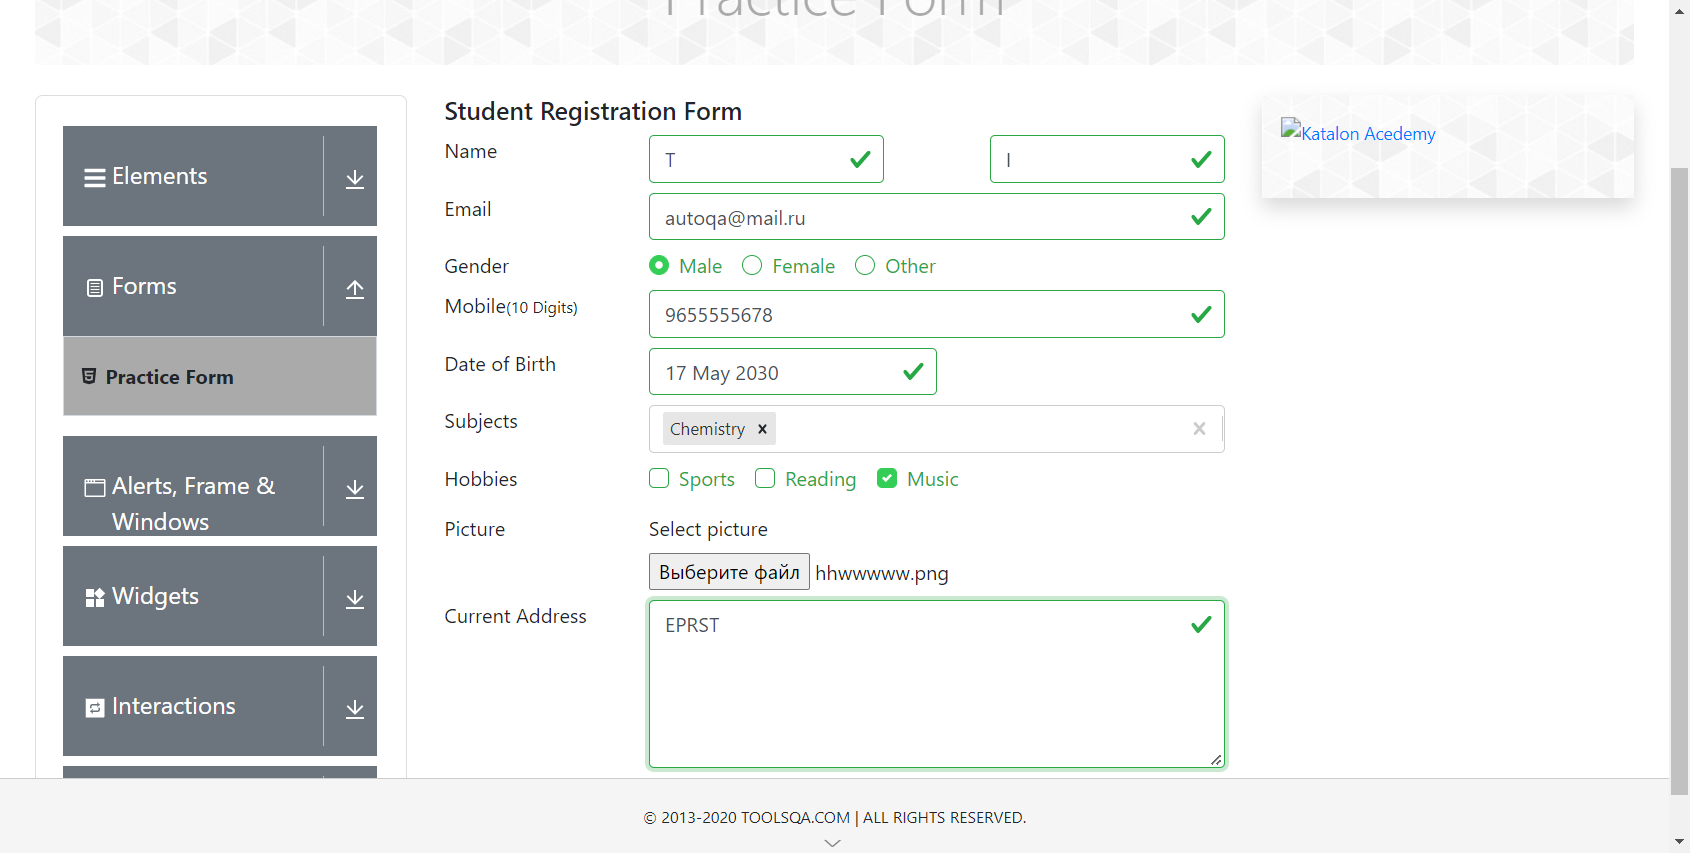 Practice Form
Elements
Forms
Practice Form
Alerts, Frame &
Windows
Widgets
Interactions
Student Registration Form
Name
T
I
Email
autoqa@mail.ru
Gender
Male
Female
Other
Mobile(10 Digits)
9655555678
Date of Birth
17 May 2030
Subjects
Chemistry
Hobbies
Sports
Reading
Music
Picture
Select picture
Выберите файл hhwwwww.png
Current Address
EPRST
Katalon Acedemy
© 2013-2020 TOOLSQA.COM | ALL RIGHTS RESERVED.